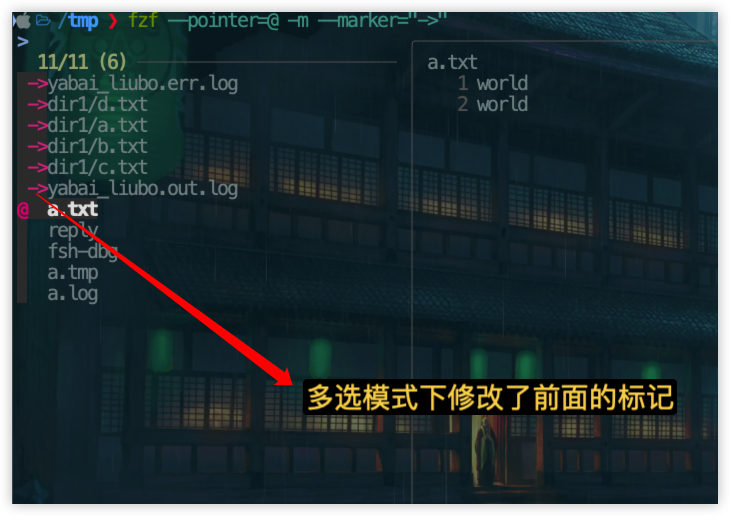 /tmp ❯ fzf --pointer=@ -m --marker="->"
>
11/11 (6)
->yabai_liubo.err.log
->dir1/d.txt
->dir1/a.txt
->dir1/b.txt
->dir1/c.txt
->yabai_liubo.out.log
@ a.txt
reply
fsh-dbg
a.tmp
a.log
a.txt
1 world
2 world
多选模式下修改了前面的标记